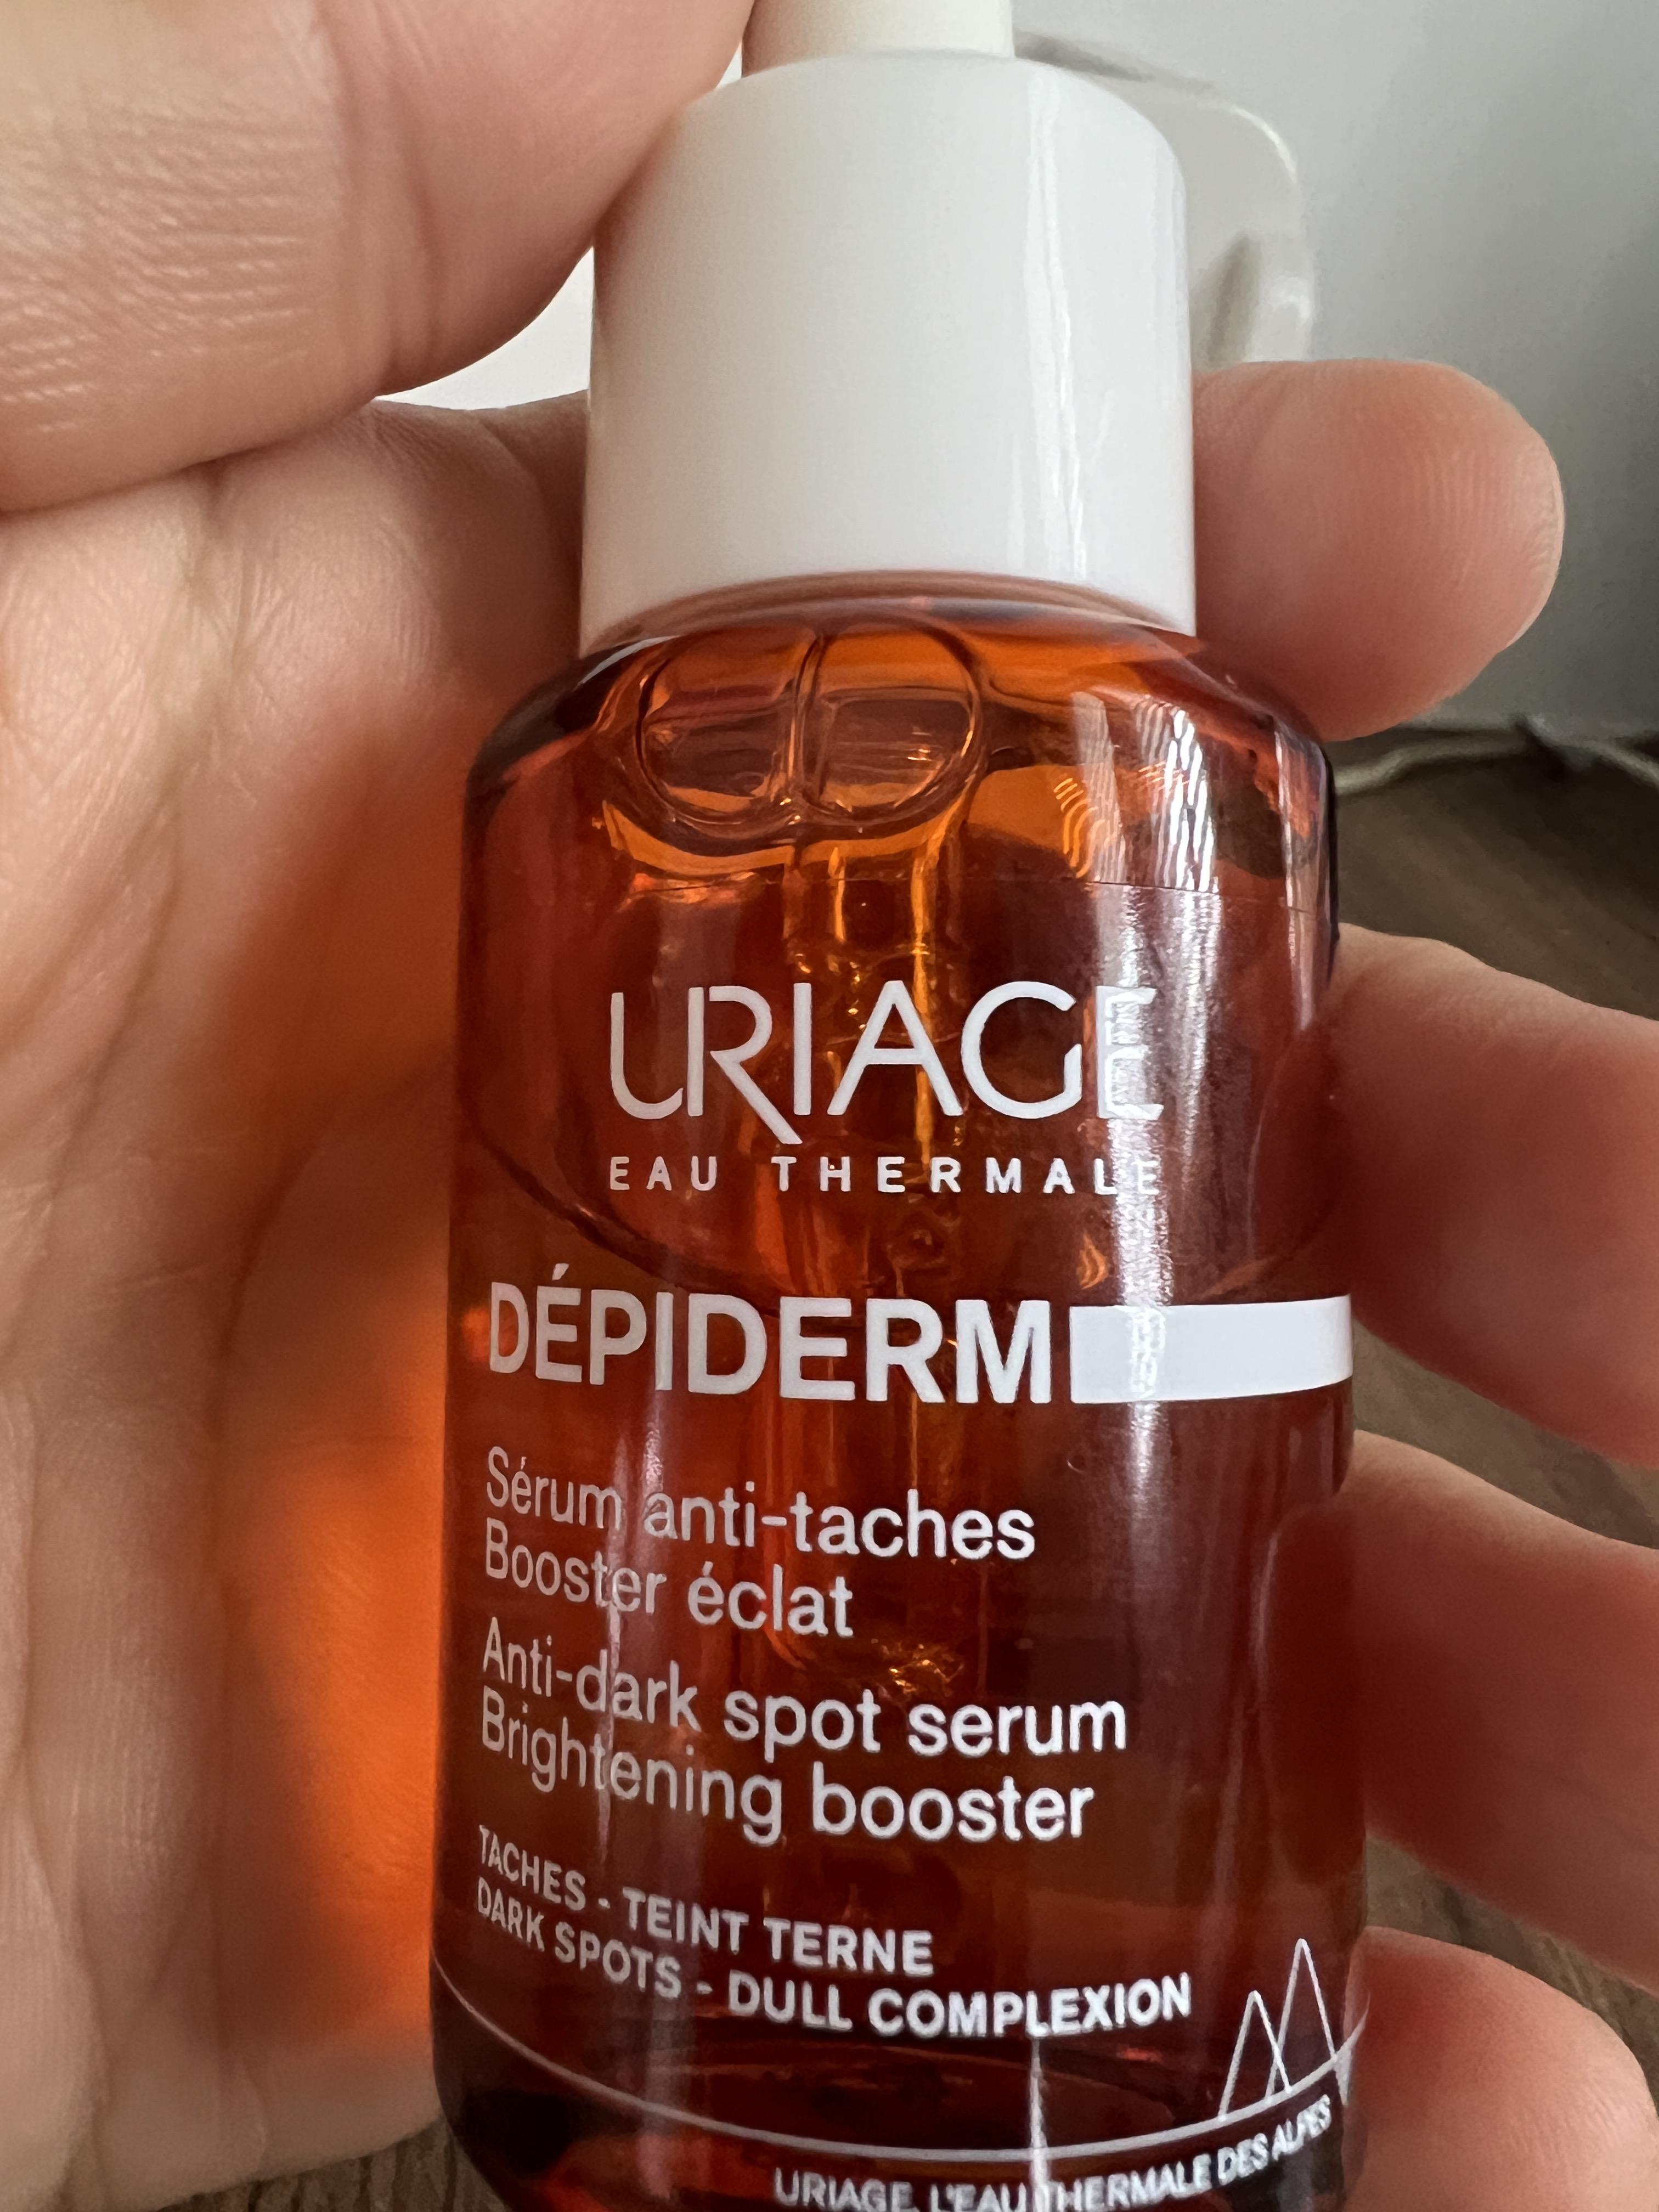 URIAGE
EAU THERMALE
DÉPIDERM
Sérum anti-taches
Booster éclat
Anti-dark spot serum
Brightening booster
TACHES - TEINT TERNE
DARK SPOTS - DULL COMPLEXION
URIAGE, L'EAU THERMALE DES ALPES